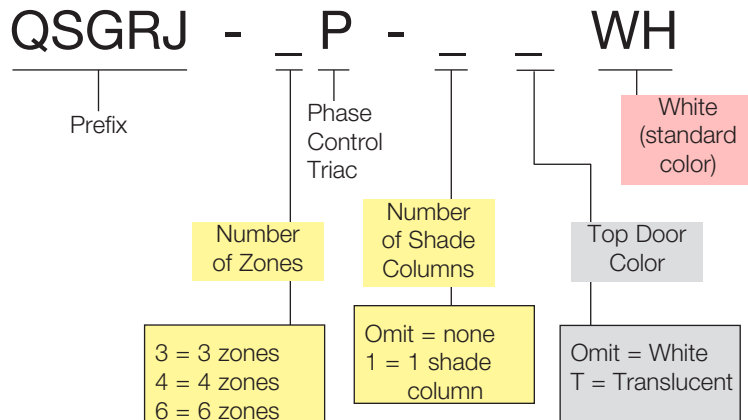 QSGRJ - _ P - _ _ WH
Prefix
Phase
Control
Triac
White
(standard
color)
Number
of Zones
Number
of Shade
Columns
Top Door
Color
3 = 3 zones
4 = 4 zones
6 = 6 zones
Omit = none
1 = 1 shade
column
Omit = White
T = Translucent